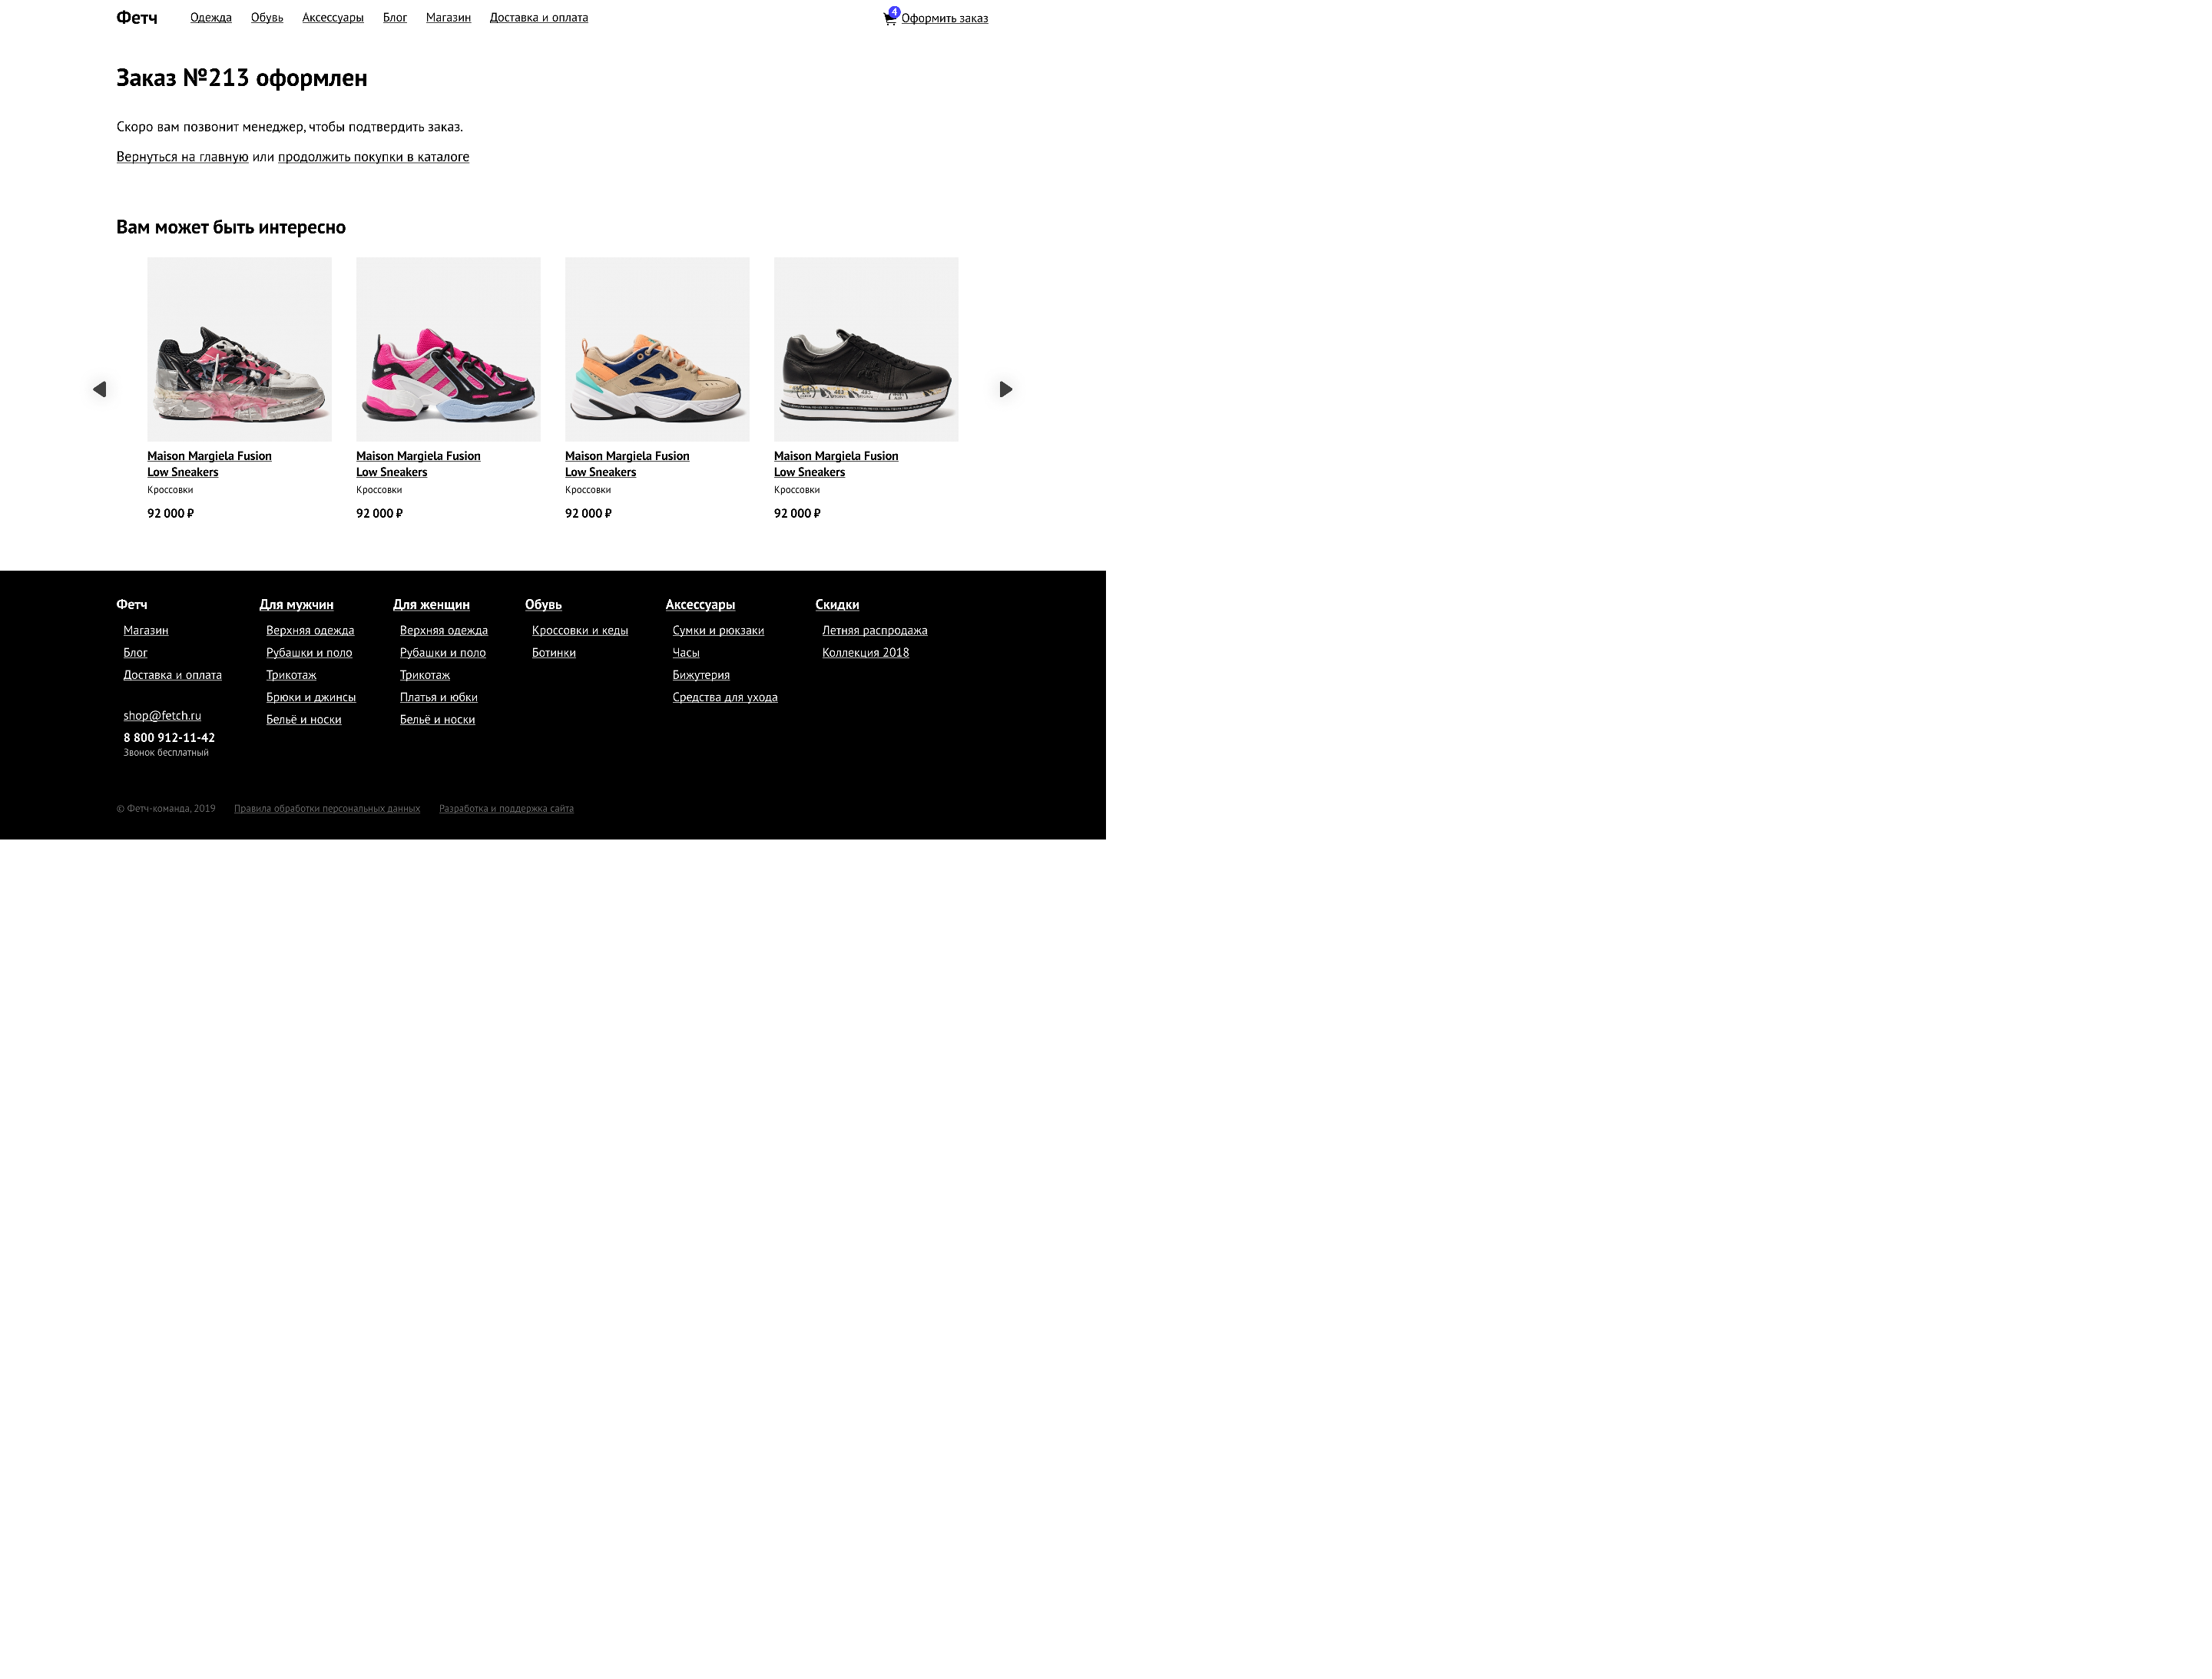 Фетч Одежда Обувь Аксессуары Блог Магазин Доставка и оплата 4 Оформить заказ
Заказ №213 оформлен
Скоро вам позвонит менеджер, чтобы подтвердить заказ.
Вернуться на главную или продолжить покупки в каталоге
Вам может быть интересно
Maison Margiela Fusion
Low Sneakers
Кроссовки
92 000 ₽
Maison Margiela Fusion
Low Sneakers
Кроссовки
92 000 ₽
Maison Margiela Fusion
Low Sneakers
Кроссовки
92 000 ₽
Maison Margiela Fusion
Low Sneakers
Кроссовки
92 000 ₽
Фетч
Магазин
Блог
Доставка и оплата
shop@fetch.ru
8 800 912-11-42
Звонок бесплатный
Для мужчин
Верхняя одежда
Рубашки и поло
Трикотаж
Брюки и джинсы
Бельё и носки
Для женщин
Верхняя одежда
Рубашки и поло
Трикотаж
Платья и юбки
Бельё и носки
Обувь
Кроссовки и кеды
Ботинки
Аксессуары
Сумки и рюкзаки
Часы
Бижутерия
Средства для ухода
Скидки
Летняя распродажа
Коллекция 2018
© Фетч-команда, 2019 Правила обработки персональных данных Разработка и поддержка сайта